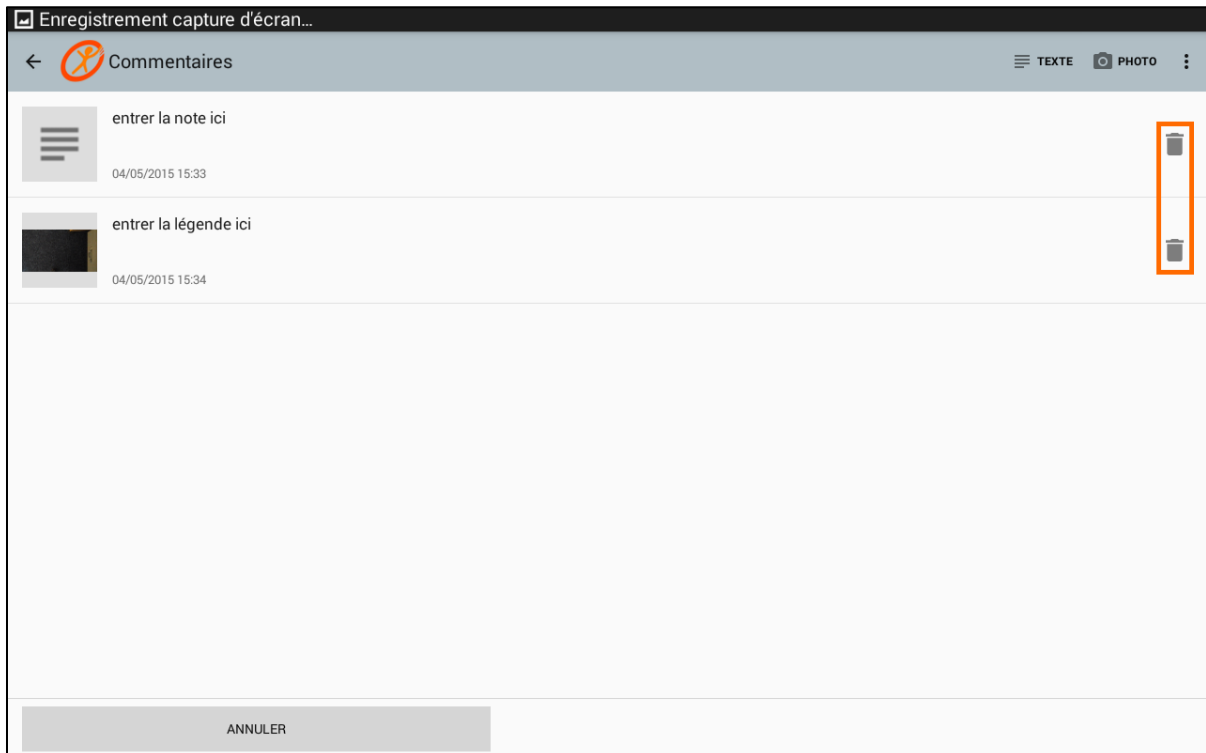 Enregistrement capture d'écran...
Commentaires
TEXTE PHOTO
entrer la note ici
04/05/2015 15:33
entrer la légende ici
04/05/2015 15:34
ANNULER